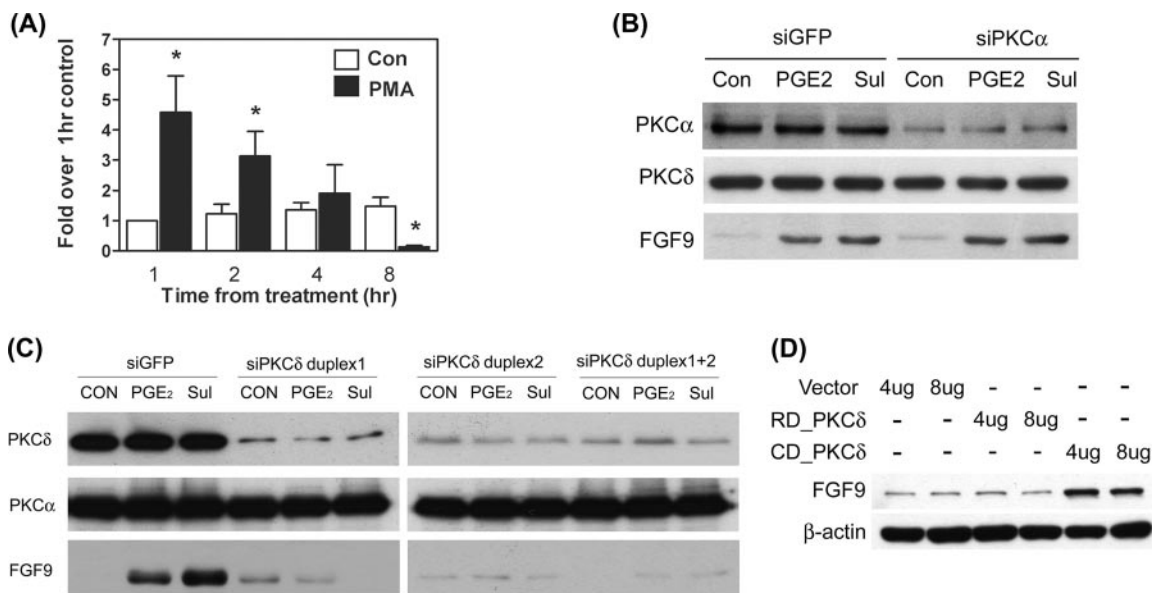 (A)
Fold over 1hr control
7
6
5
4
3
2
1
0
* * *
Con
PMA
1 2 4 8
Time from treatment (hr)
(B)
siGFP siPKCα
Con PGE2 Sul Con PGE2 Sul
PKCα
PKCδ
FGF9
(C)
siGFP siPKCδ duplex1 siPKCδ duplex2 siPKCδ duplex1+2
CON PGE₂ Sul CON PGE₂ Sul CON PGE₂ Sul CON PGE₂ Sul
PKCδ
PKCα
FGF9
(D)
Vector 4ug 8ug - - - -
RD_PKCδ - - 4ug 8ug - -
CD_PKCδ - - - - 4ug 8ug
FGF9
β-actin